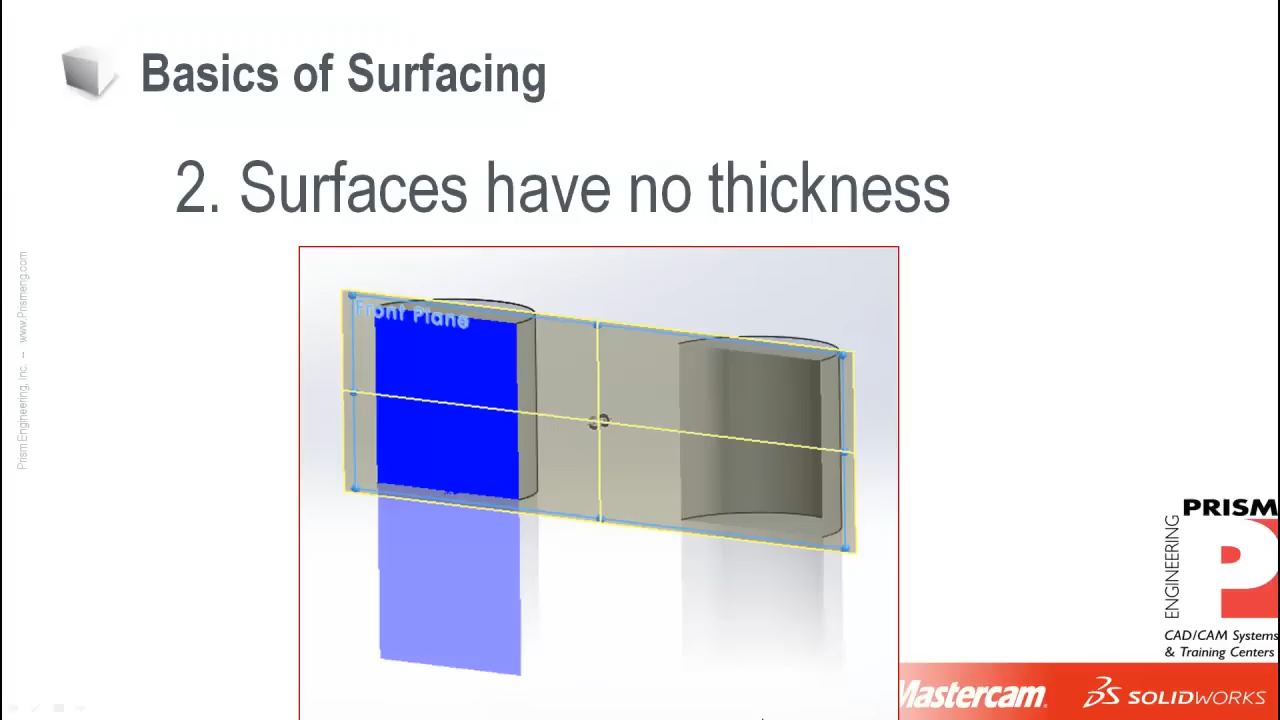 Basics of Surfacing
2. Surfaces have no thickness
Front Plane
Prism Engineering, Inc. – www.Prismeng.com
PRISM
ENGINEERING
P
CAD/CAM Systems
& Training Centers
Mastercam.
SOLIDWORKS